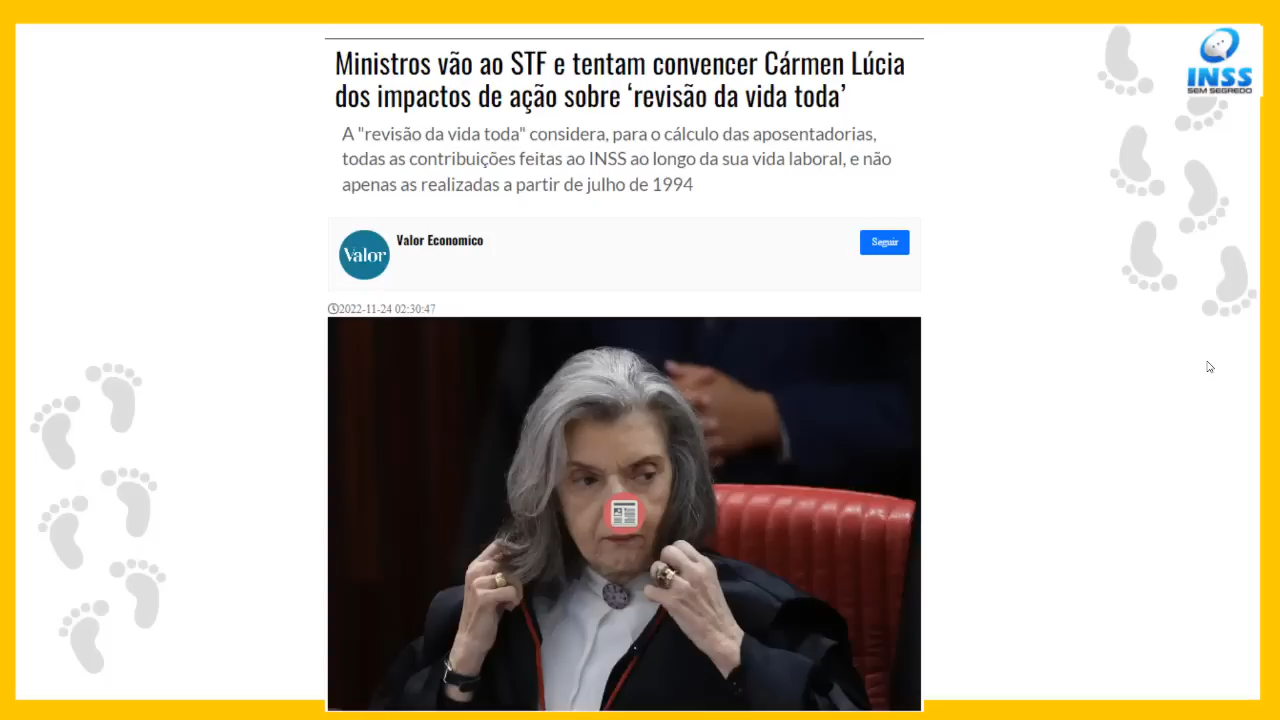 Ministros vão ao STF e tentam convencer Cármen Lúcia
dos impactos de ação sobre ‘revisão da vida toda’
A "revisão da vida toda" considera, para o cálculo das aposentadorias,
todas as contribuições feitas ao INSS ao longo da sua vida laboral, e não
apenas as realizadas a partir de julho de 1994
Valor
Valor Economico
Seguir
2022-11-24 02:30:47
INSS
SEM SEGREDO